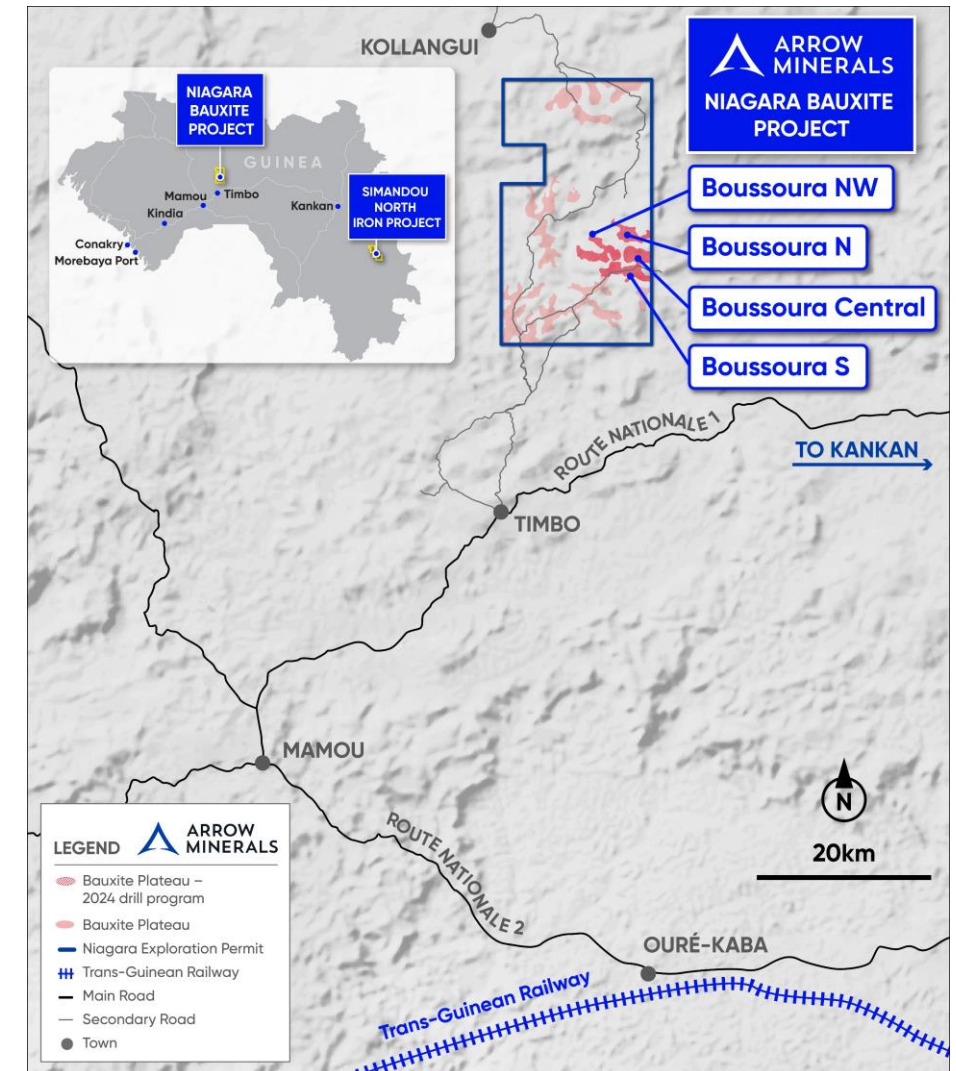 KOLLANGUI
ARROW
MINERALS
NIAGARA BAUXITE
PROJECT
NIAGARA
BAUXITE
PROJECT
GUINEA
SIMANDOU
NORTH
IRON PROJECT
Mamou
Timbo
Kankan
Kindia
Conakry
Morebaya Port
Boussoura NW
Boussoura N
Boussoura Central
Boussoura S
ROUTE NATIONALE 1
TO KANKAN
TIMBO
MAMOU
ROUTE NATIONALE 2
N
20km
OURÉ-KABA
Trans-Guinean Railway
LEGEND
ARROW
MINERALS
Bauxite Plateau –
2024 drill program
Bauxite Plateau
Niagara Exploration Permit
Trans-Guinean Railway
Main Road
Secondary Road
Town